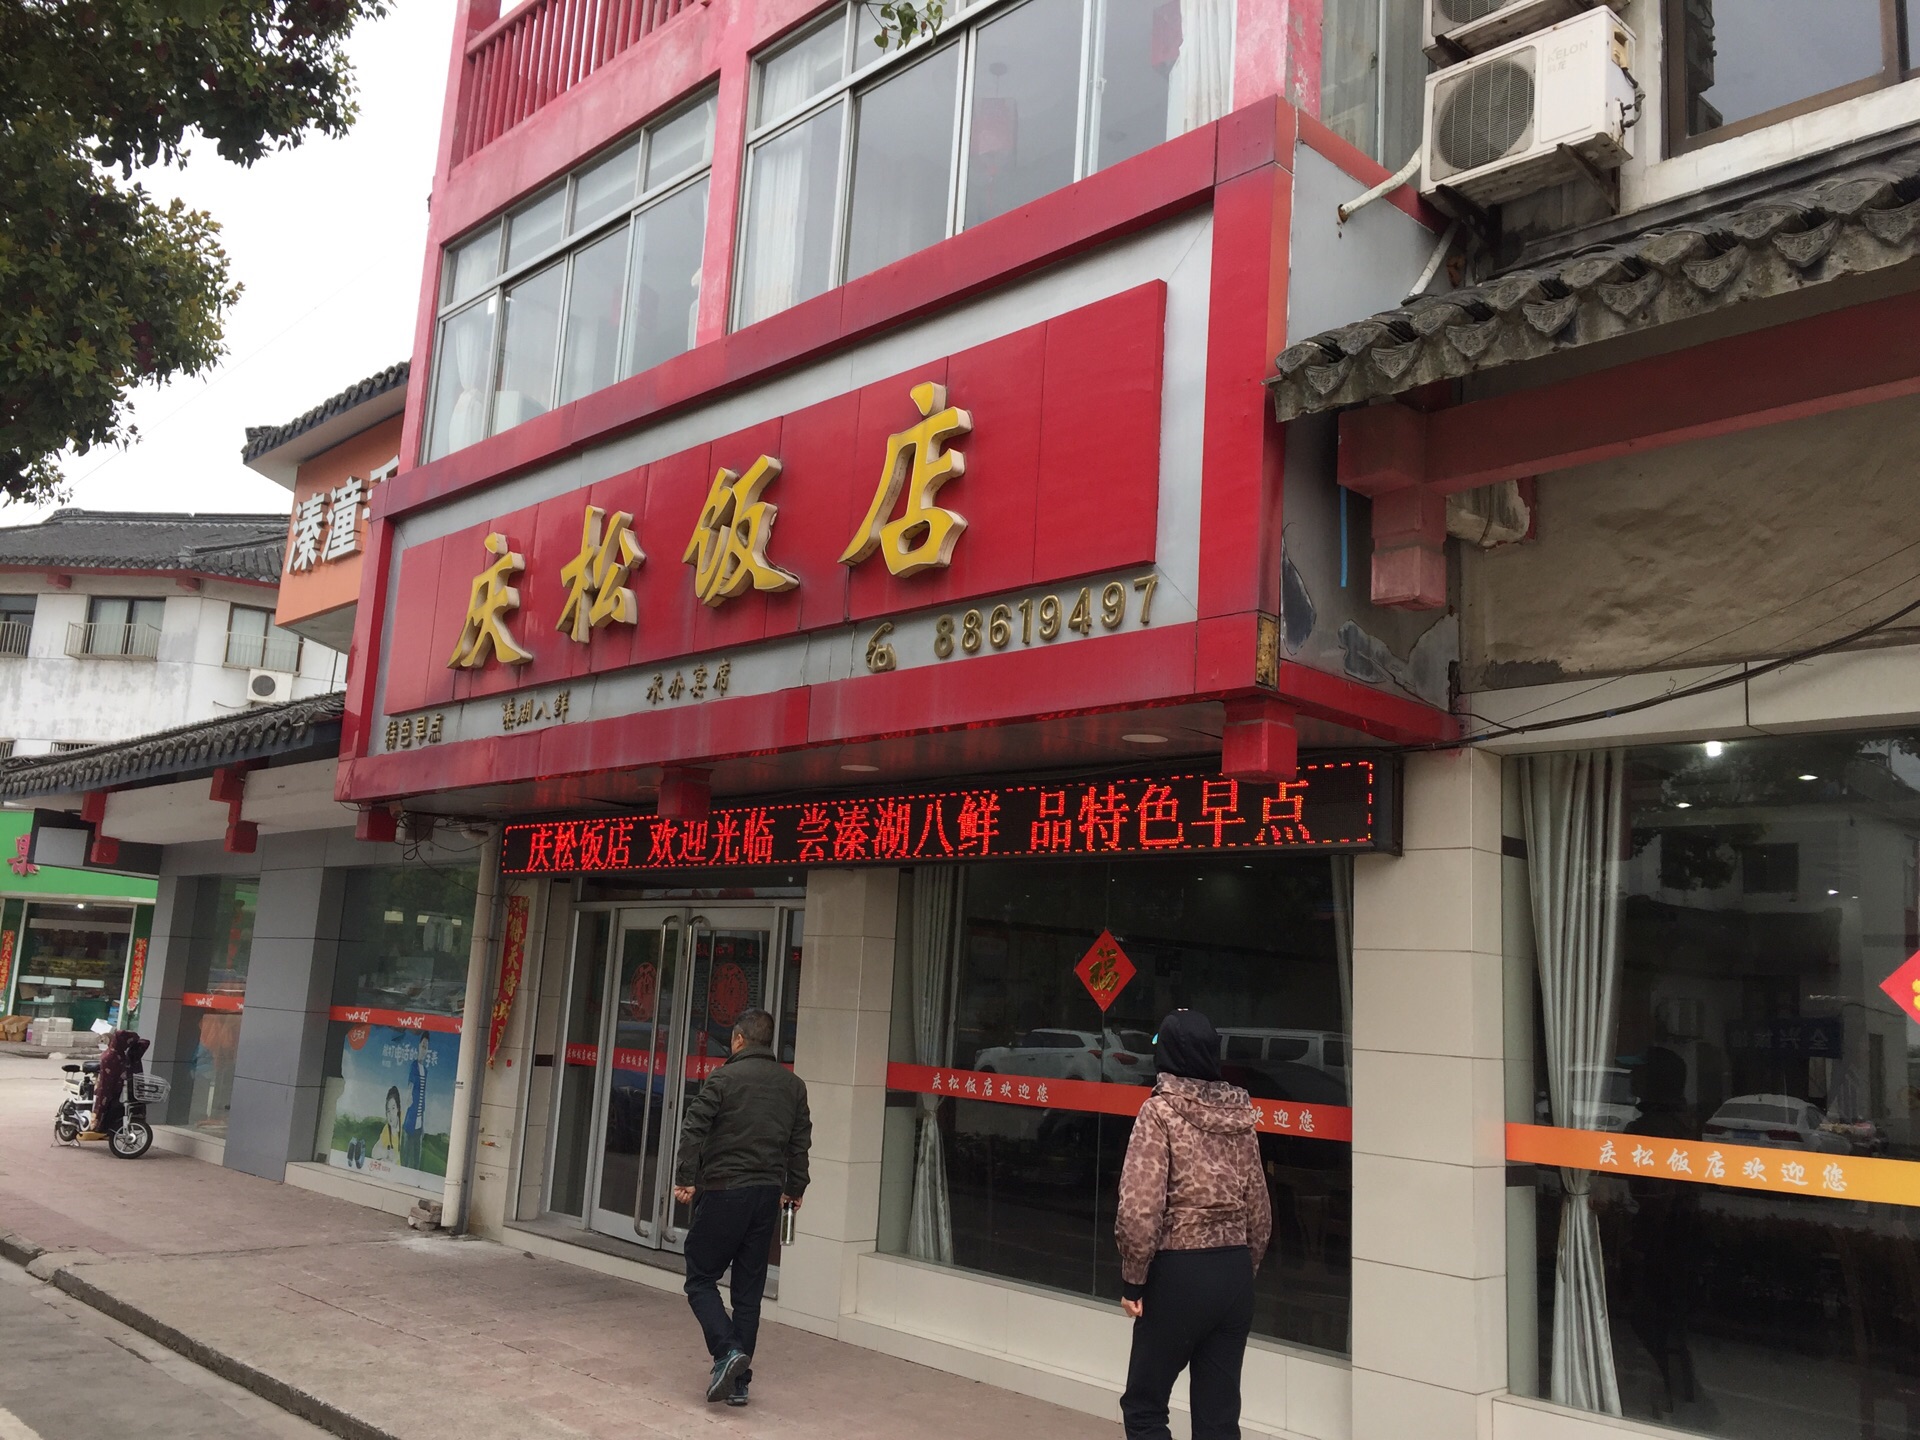 KELON
溱潼
庆松饭店
88619497
特色早点 溱湖八鲜 承办宴席
庆松饭店 欢迎光临 尝溱湖八鲜 品特色早点
福
庆松饭店欢迎您
欢迎您
庆松饭店欢迎您